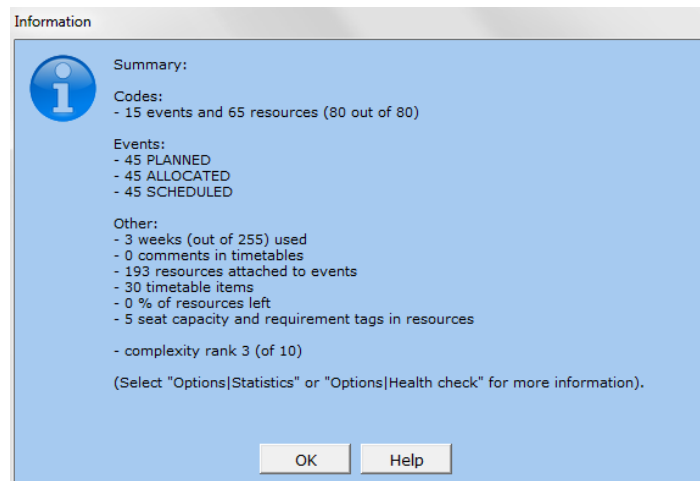 Information
Summary:
Codes:
- 15 events and 65 resources (80 out of 80)
Events:
- 45 PLANNED
- 45 ALLOCATED
- 45 SCHEDULED
Other:
- 3 weeks (out of 255) used
- 0 comments in timetables
- 193 resources attached to events
- 30 timetable items
- 0 % of resources left
- 5 seat capacity and requirement tags in resources
- complexity rank 3 (of 10)
(Select "Options|Statistics" or "Options|Health check" for more information).
OK
Help